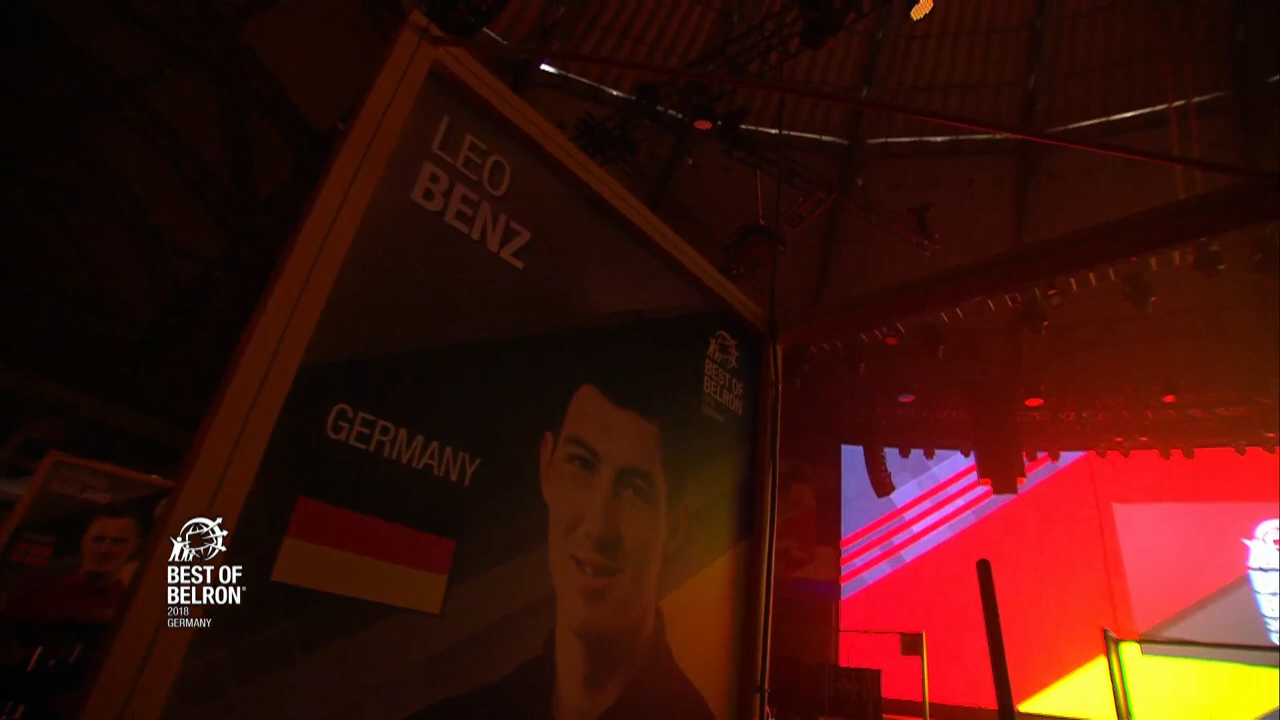 LEO
BENZ
GERMANY
BEST OF
BELRON
BEST OF
BELRON®
2018
GERMANY